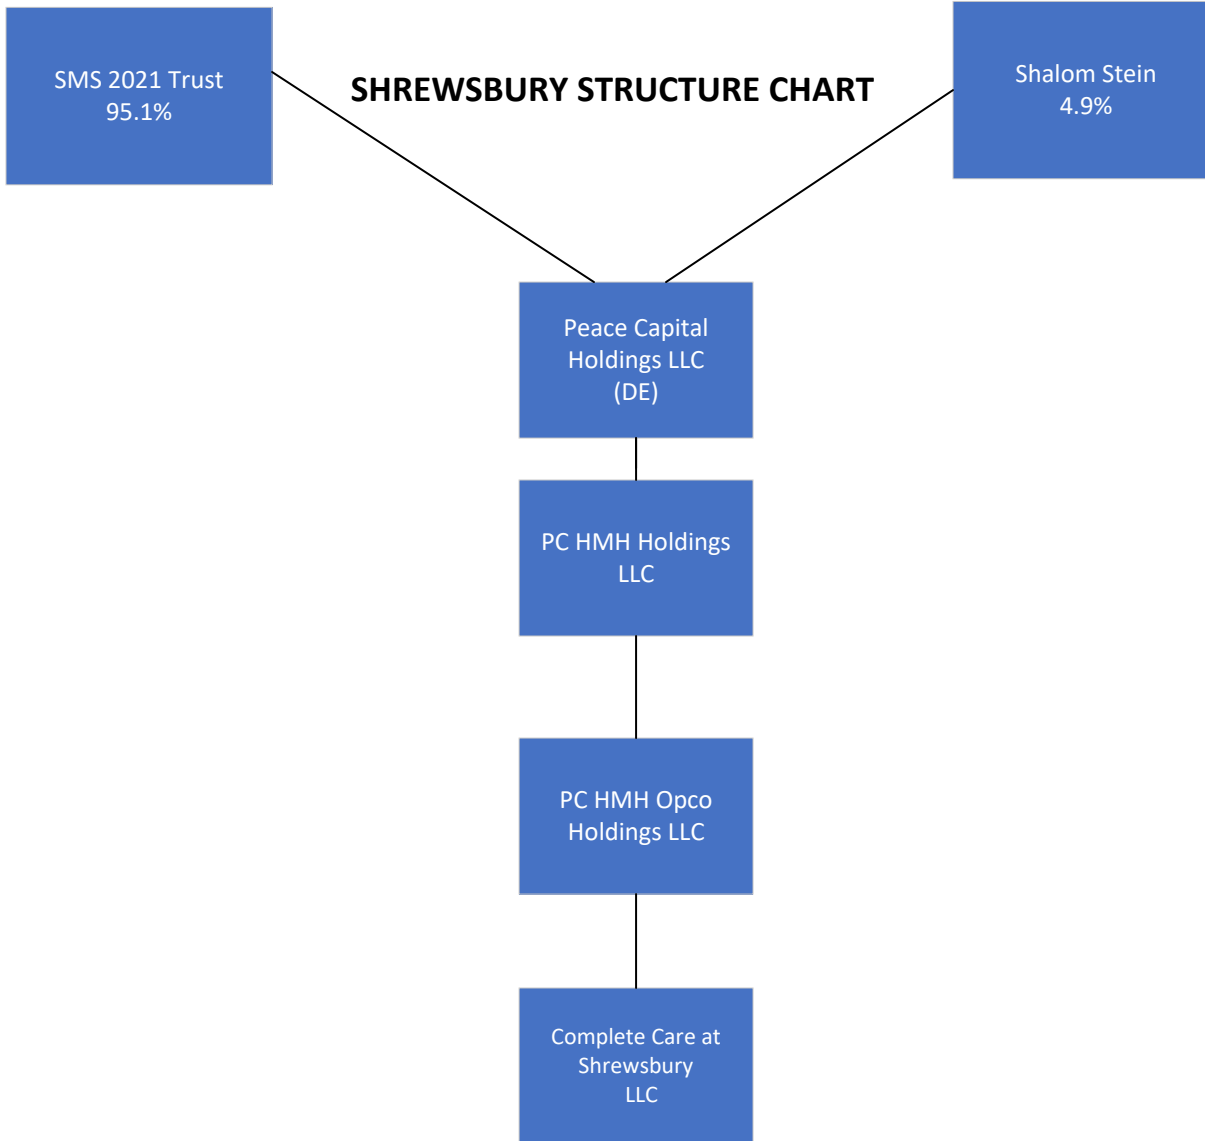 SMS 2021 Trust
95.1%
SHREWSBURY STRUCTURE CHART
Shalom Stein
4.9%
Peace Capital
Holdings LLC
(DE)
PC HMH Holdings
LLC
PC HMH Opco
Holdings LLC
Complete Care at
Shrewsbury
LLC